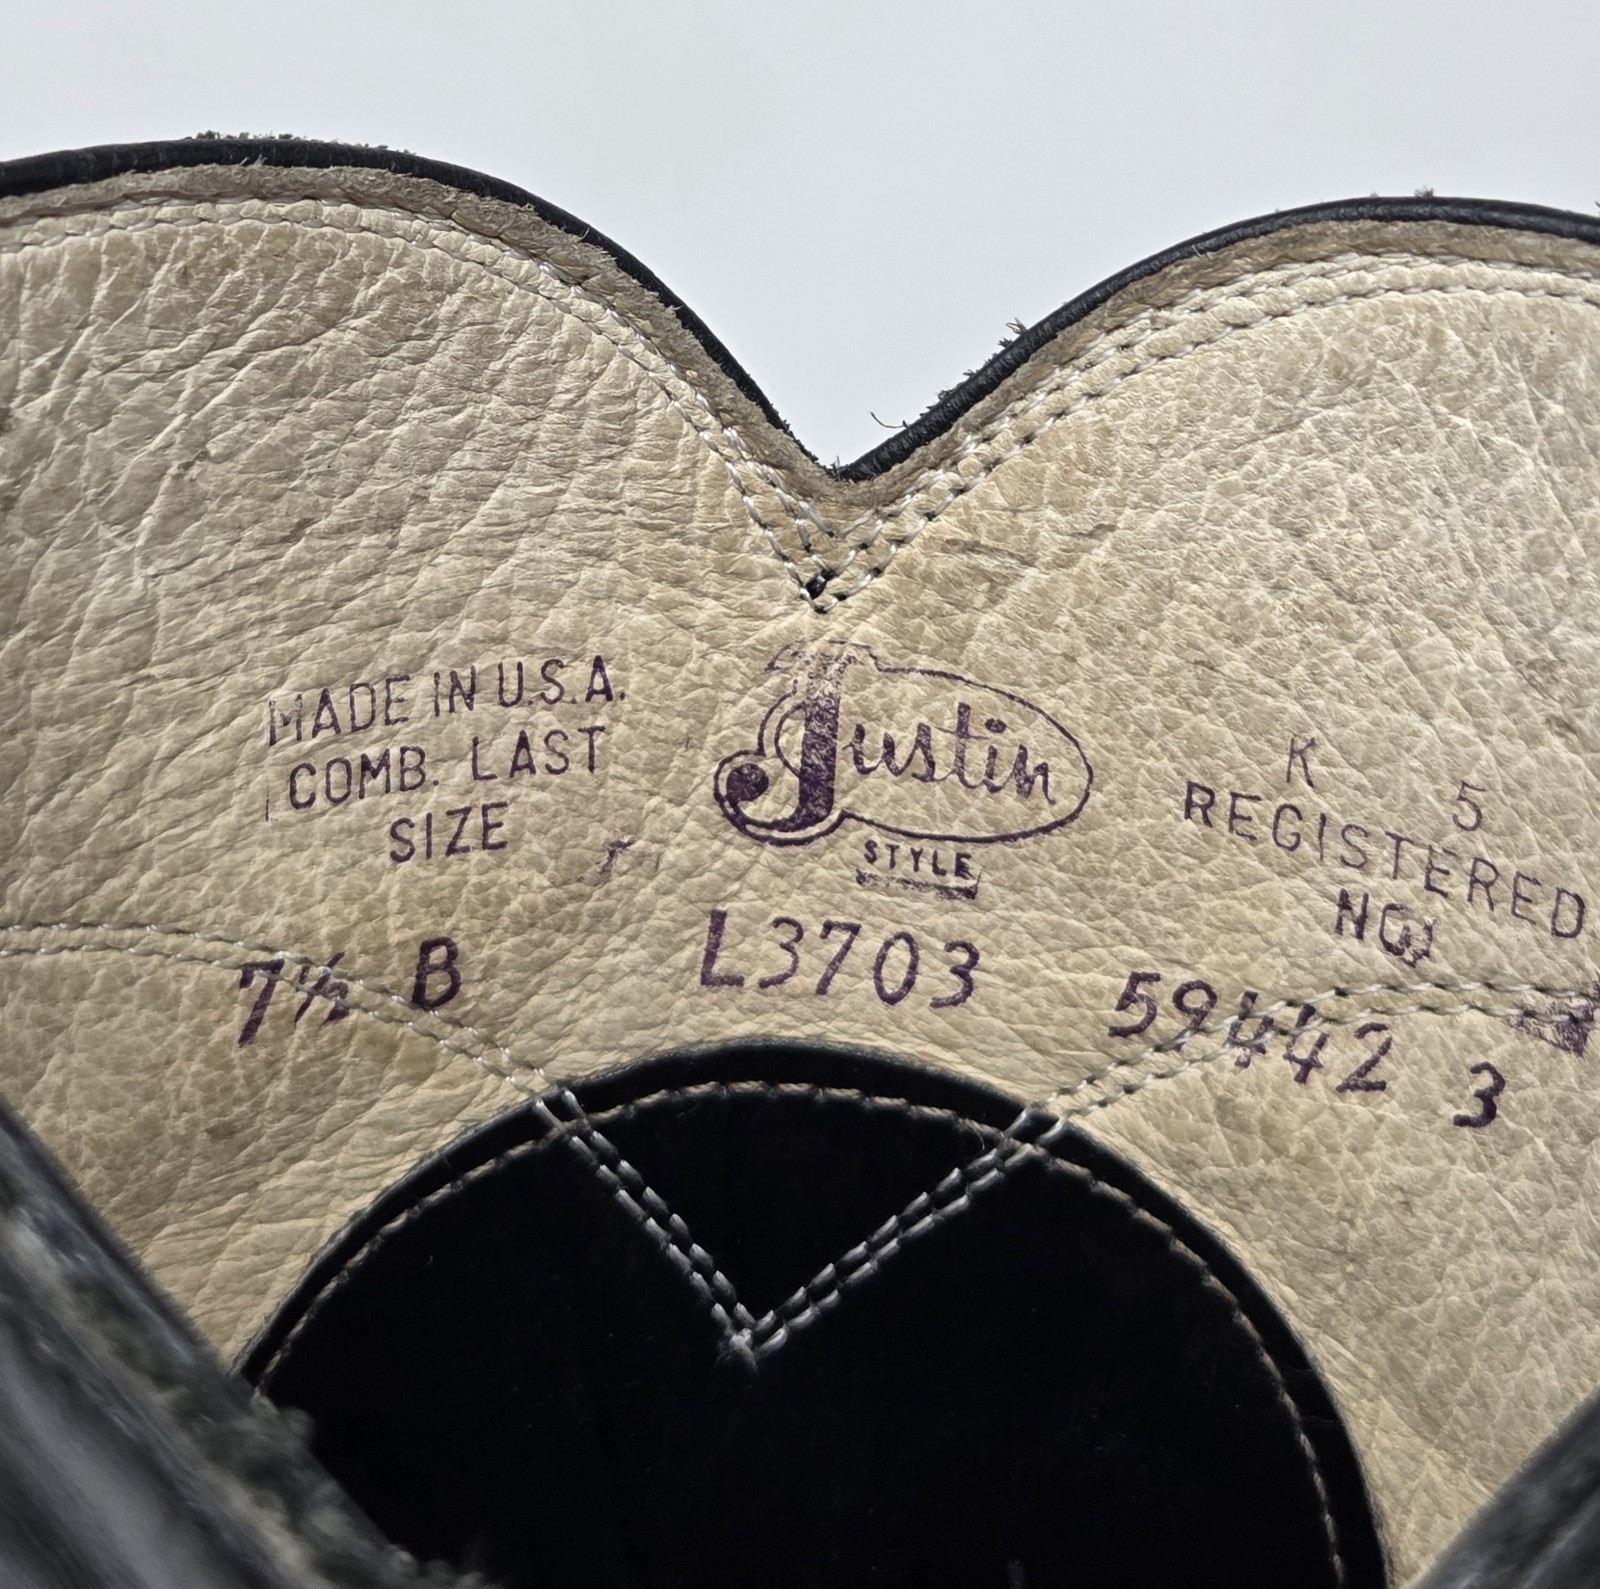 MADE IN U.S.A.
COMB. LAST
SIZE
7½ B
Justin
STYLE
L3703
K 5
REGISTERED
NO.
59442 3